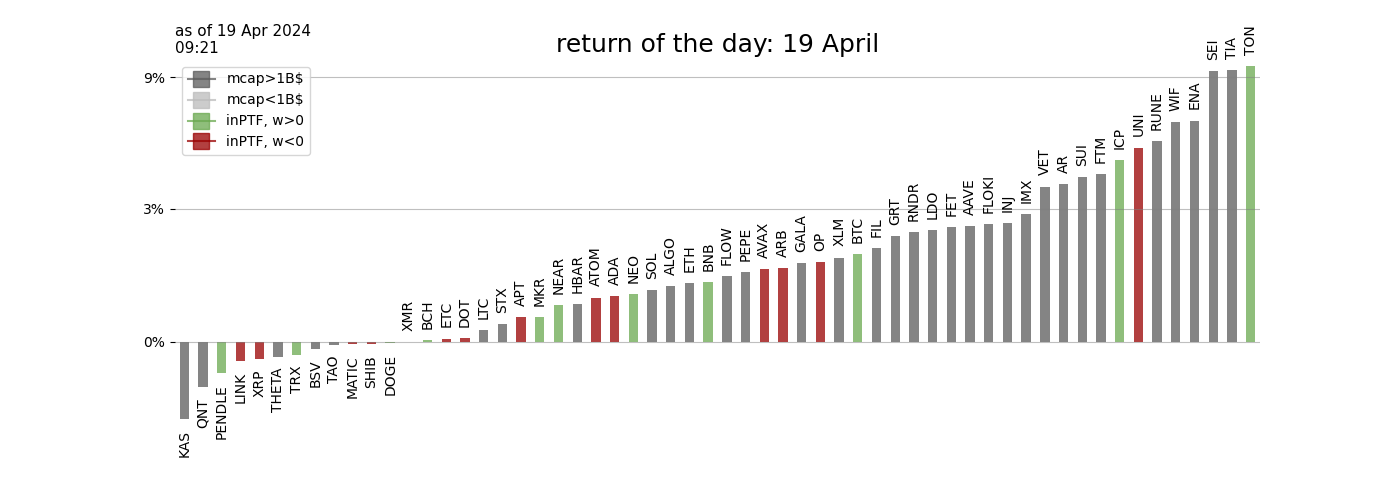 as of 19 Apr 2024
09:21
return of the day: 19 April
9%
3%
0%
mcap>1B$
mcap<1B$
inPTF, w>0
inPTF, w<0
KAS
QNT
PENDLE
LINK
XRP
THETA
TRX
BSV
TAO
MATIC
SHIB
DOGE
XMR
BCH
ETC
DOT
LTC
STX
APT
MKR
NEAR
HBAR
ATOM
ADA
NEO
SOL
ALGO
ETH
BNB
FLOW
PEPE
AVAX
ARB
GALA
OP
XLM
BTC
FIL
GRT
RNDR
LDO
FET
AAVE
FLOKI
INJ
IMX
VET
AR
SUI
FTM
ICP
UNI
RUNE
WIF
ENA
SEI
TIA
TON